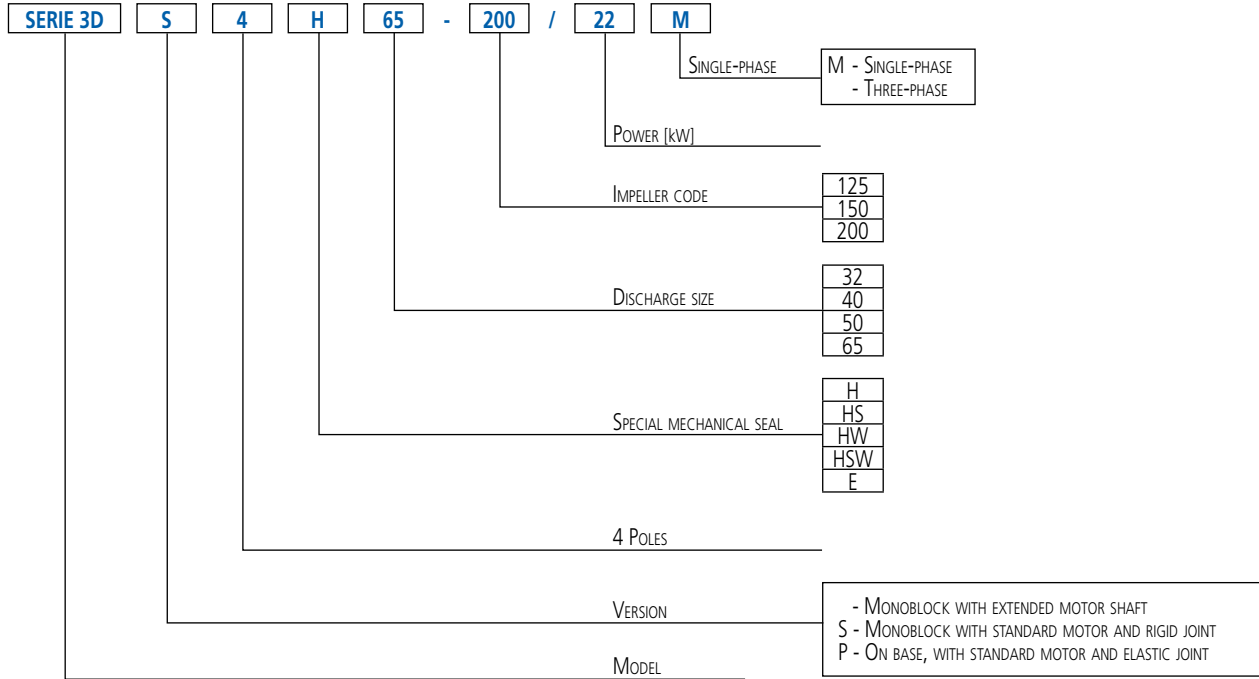 SERIE 3D S 4 H 65 - 200 / 22 M
Single-phase
M - Single-phase
- Three-phase
Power [kW]
Impeller code
125
150
200
Discharge size
32
40
50
65
Special mechanical seal
H
HS
HW
HSW
E
4 Poles
Version
- Monoblock with extended motor shaft
S - Monoblock with standard motor and rigid joint
P - On base, with standard motor and elastic joint
Model